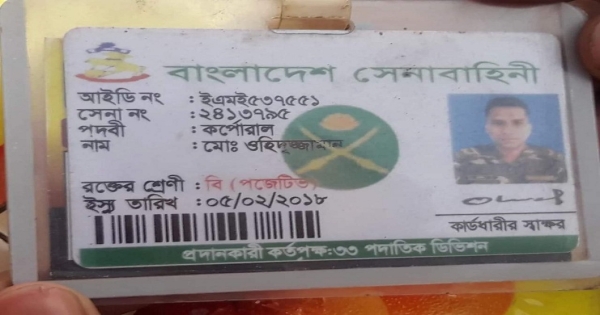 বাংলাদেশ সেনাবাহিনী
আইডি নং : ইএমই৫৩৭৫৫১
সেনা নং : ২৪১৩৭৯৫
পদবী : কর্পোরাল
নাম : মোঃ ওহিদুজ্জামান
রক্তের শ্রেণী : বি (পজেটিভ)
ইস্যু তারিখ : ০৫/০২/২০১৮
কার্ডধারীর স্বাক্ষর
প্রদানকারী কর্তৃপক্ষ:৩৩ পদাতিক ডিভিশন